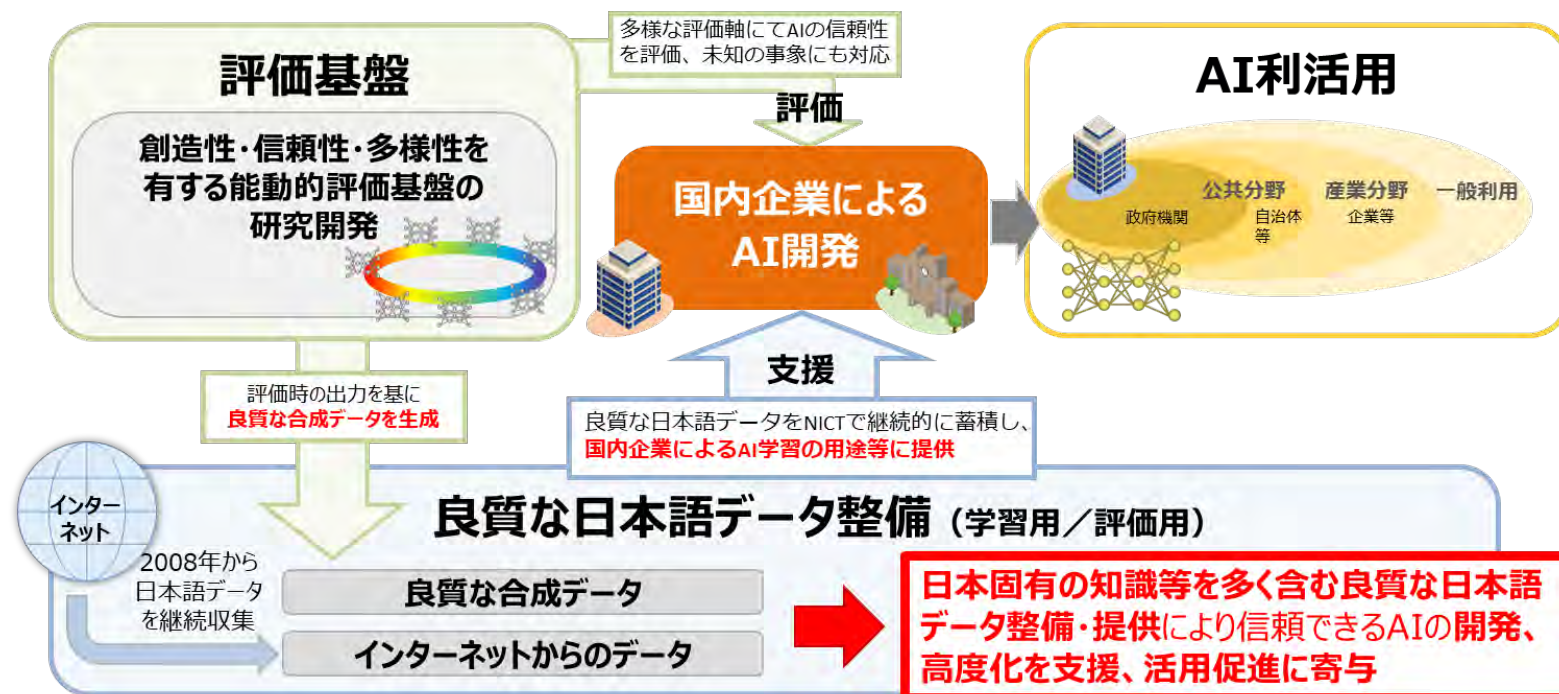 評価基盤
創造性・信頼性・多様性を
有する能動的評価基盤の
研究開発
多様な評価軸にてAIの信頼性
を評価、未知の事象にも対応
評価
国内企業による
AI開発
AI利活用
公共分野
産業分野
一般利用
政府機関
自治体
等
企業等
評価時の出力を基に
良質な合成データを生成
支援
良質な日本語データをNICTで継続的に蓄積し、
国内企業によるAI学習の用途等に提供
インター
ネット
良質な日本語データ整備（学習用／評価用）
2008年から
日本語データ
を継続収集
良質な合成データ
インターネットからのデータ
日本固有の知識等を多く含む良質な日本語
データ整備・提供により信頼できるAIの開発、
高度化を支援、活用促進に寄与